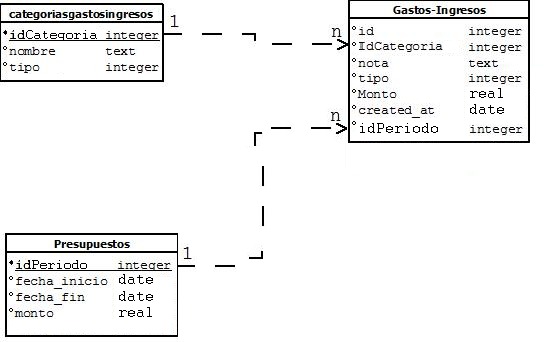 categoriasgastosingresos
idCategoria integer
nombre text
tipo integer
1
n
Gastos-Ingresos
id integer
IdCategoria integer
nota text
tipo integer
Monto real
created_at date
idPeriodo integer
n
Presupuestos
idPeriodo integer
fecha_inicio date
fecha_fin date
monto real
1